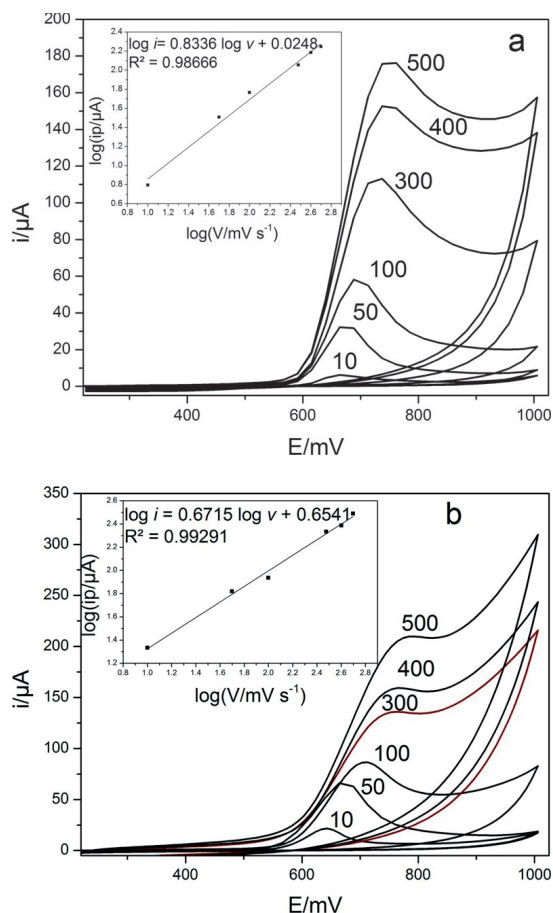 a
log i= 0.8336 log v + 0.0248
R² = 0.98666
log(ip/µA)
2.4
2.2
2.0
1.8
1.6
1.4
1.2
1.0
0.8
0.6
0.8 1.0 1.2 1.4 1.6 1.8 2.0 2.2 2.4 2.6 2.8
log(V/mV s⁻¹)
i/µA
200
180
160
140
120
100
80
60
40
20
0
500
400
300
100
50
10
400 600 800 1000
E/mV
b
log i = 0.6715 log v + 0.6541
R² = 0.99291
log(ip/µA)
2.6
2.4
2.2
2.0
1.8
1.6
1.4
1.2
0.8 1.0 1.2 1.4 1.6 1.8 2.0 2.2 2.4 2.6 2.8
log(V/mV s⁻¹)
i/µA
350
300
250
200
150
100
50
0
500
400
300
100
50
10
400 600 800 1000
E/mV